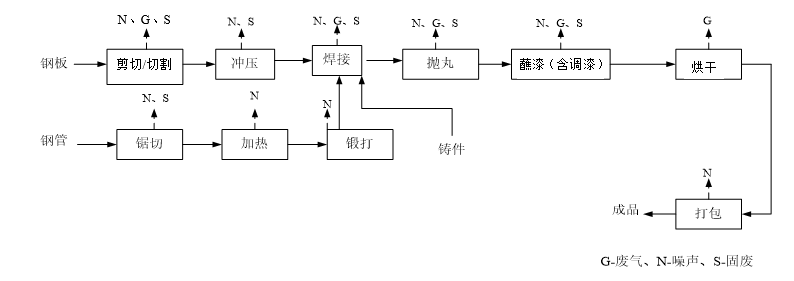 N、G、S
N、S
N、G、S
N、G、S
N、G、S
G
钢板
剪切/切割
冲压
焊接
抛丸
蘸漆（含调漆）
烘干
N、S
N
N
钢管
锯切
加热
锻打
铸件
N
成品
打包
G-废气、N-噪声、S-固废